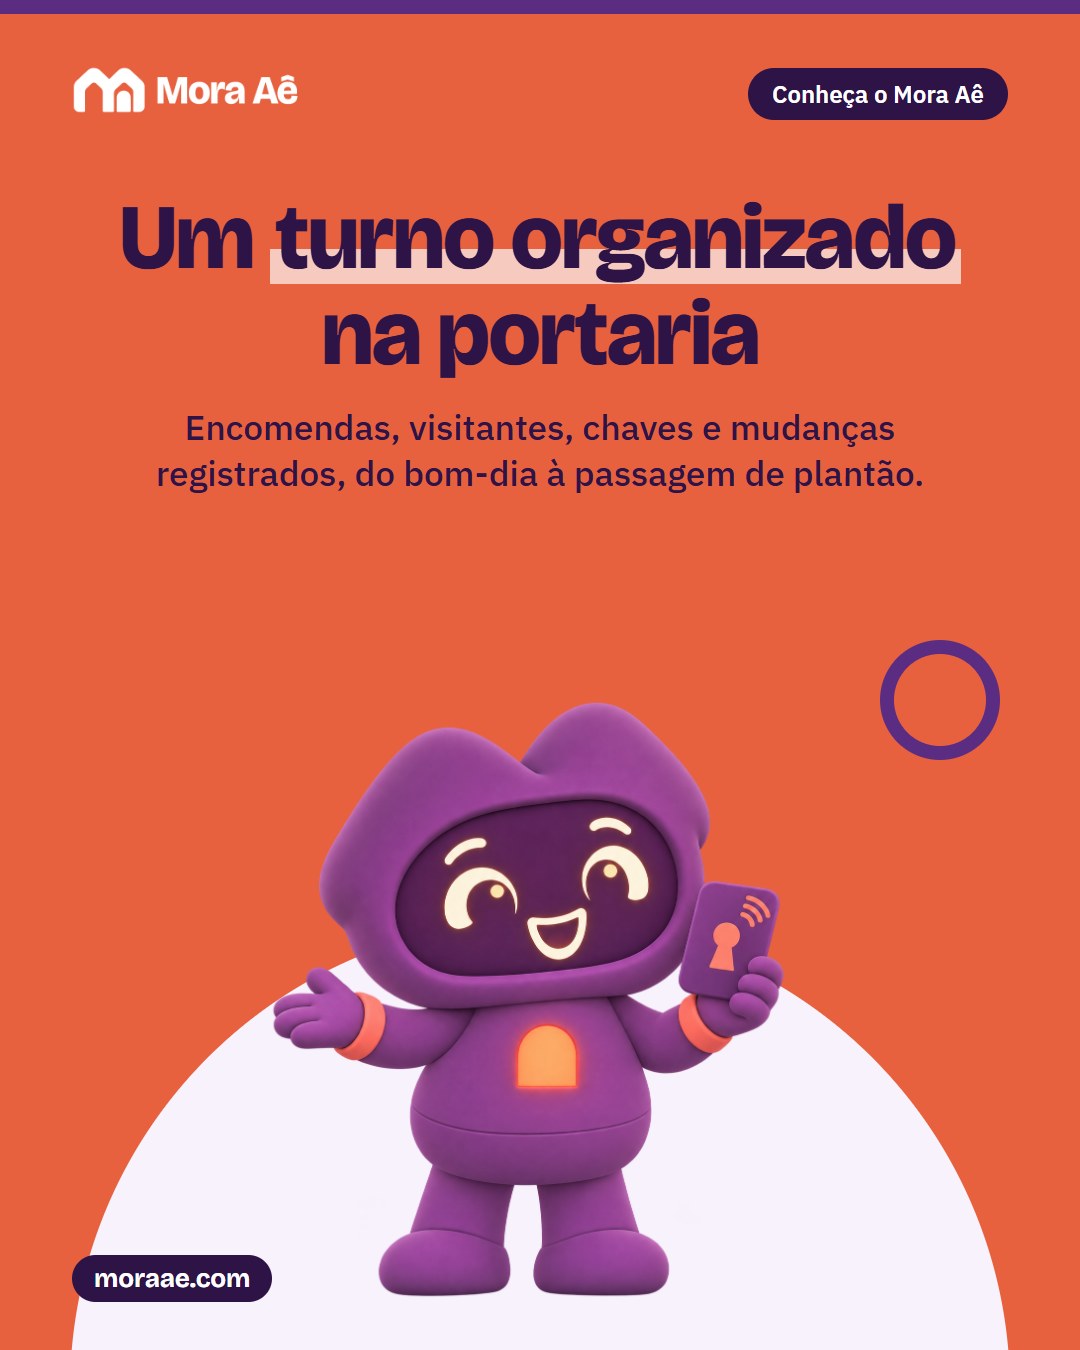 Mora Aê
Conheça o Mora Aê
Um turno organizado
na portaria
Encomendas, visitantes, chaves e mudanças
registrados, do bom-dia à passagem de plantão.
moraae.com